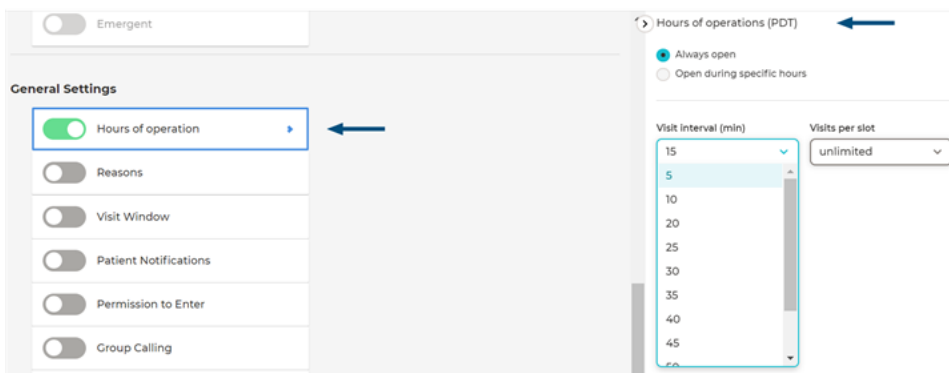 Emergent
General Settings
Hours of operation
Reasons
Visit Window
Patient Notifications
Permission to Enter
Group Calling
Hours of operations (PDT)
Always open
Open during specific hours
Visit interval (min)
Visits per slot
15
unlimited
5
10
20
25
30
35
40
45
50